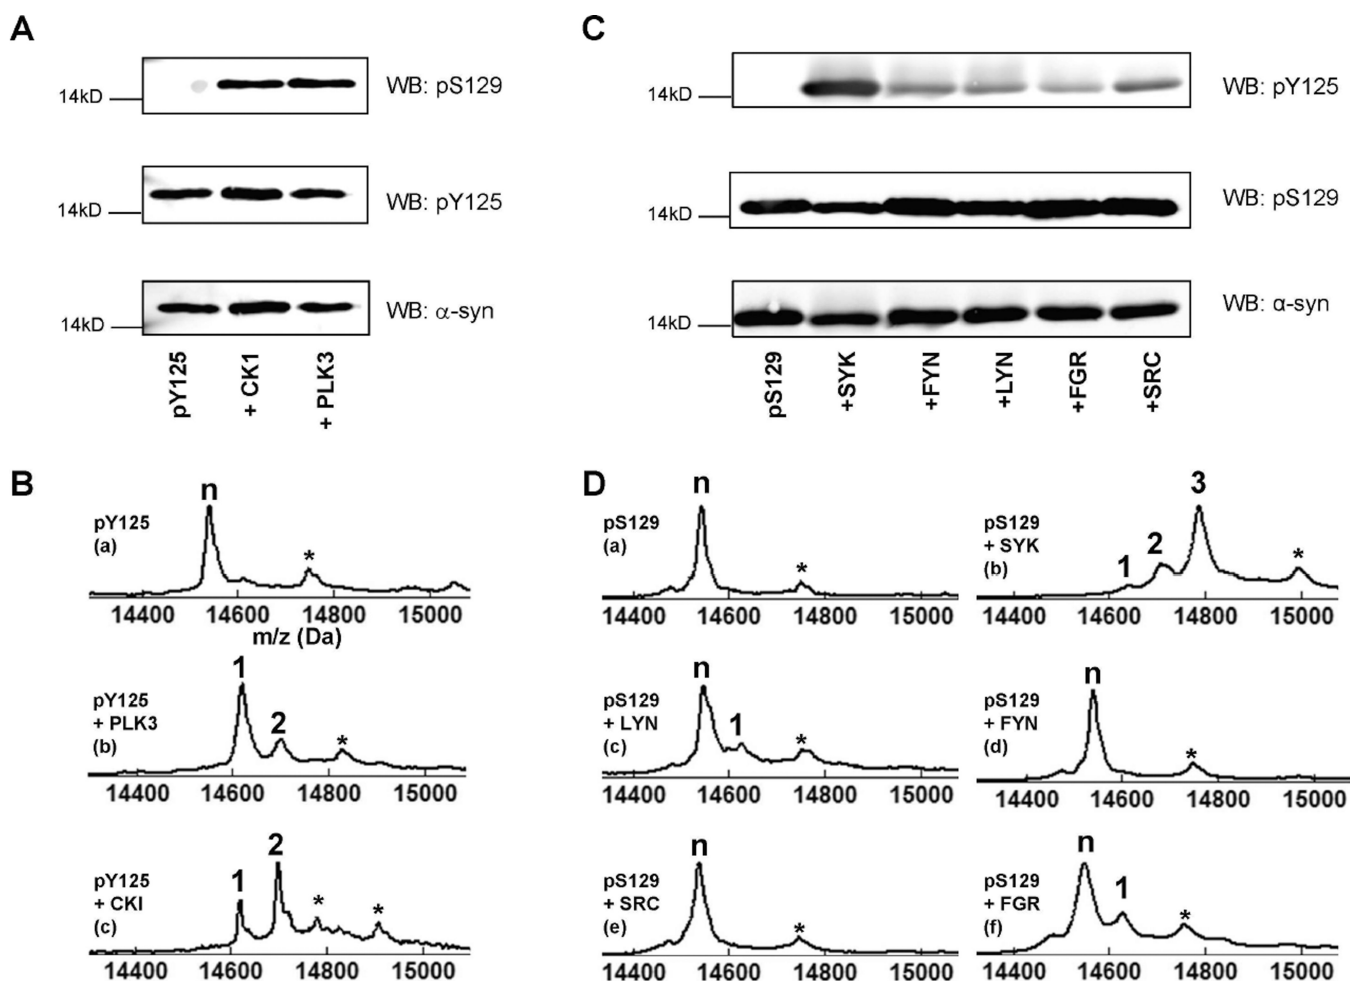 A
14kD
WB: pS129
14kD
WB: pY125
14kD
WB: α-syn
pY125
+ CK1
+ PLK3
C
14kD
WB: pY125
14kD
WB: pS129
14kD
WB: α-syn
pS129
+SYK
+FYN
+LYN
+FGR
+SRC
B
pY125
(a)
n
*
14400 14600 14800 15000
m/z (Da)
pY125
+ PLK3
(b)
1
2
*
14400 14600 14800 15000
pY125
+ CKI
(c)
1
2
*
*
14400 14600 14800 15000
D
pS129
(a)
n
*
14400 14600 14800 15000
pS129
+ SYK
(b)
1
2
3
*
14400 14600 14800 15000
pS129
+ LYN
(c)
n
1
*
14400 14600 14800 15000
pS129
+ FYN
(d)
n
*
14400 14600 14800 15000
pS129
+ SRC
(e)
n
*
14400 14600 14800 15000
pS129
+ FGR
(f)
n
1
*
14400 14600 14800 15000